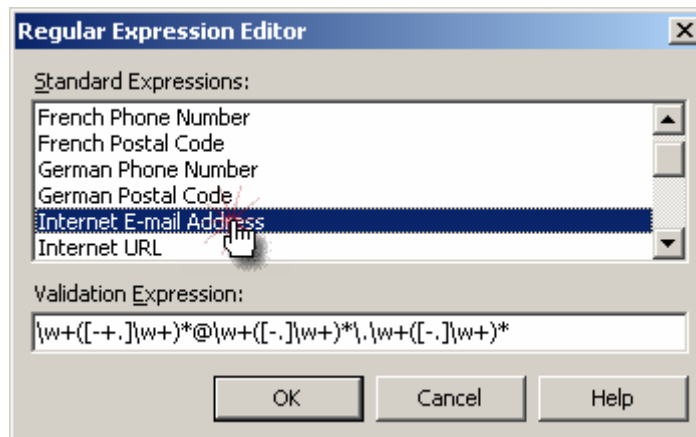 Regular Expression Editor
Standard Expressions:
French Phone Number
French Postal Code
German Phone Number
German Postal Code
Internet E-mail Address
Internet URL
Validation Expression:
\w+([-+.]\w+)*@\w+([-.]\w+)*\.\w+([-.]\w+)*
OK Cancel Help